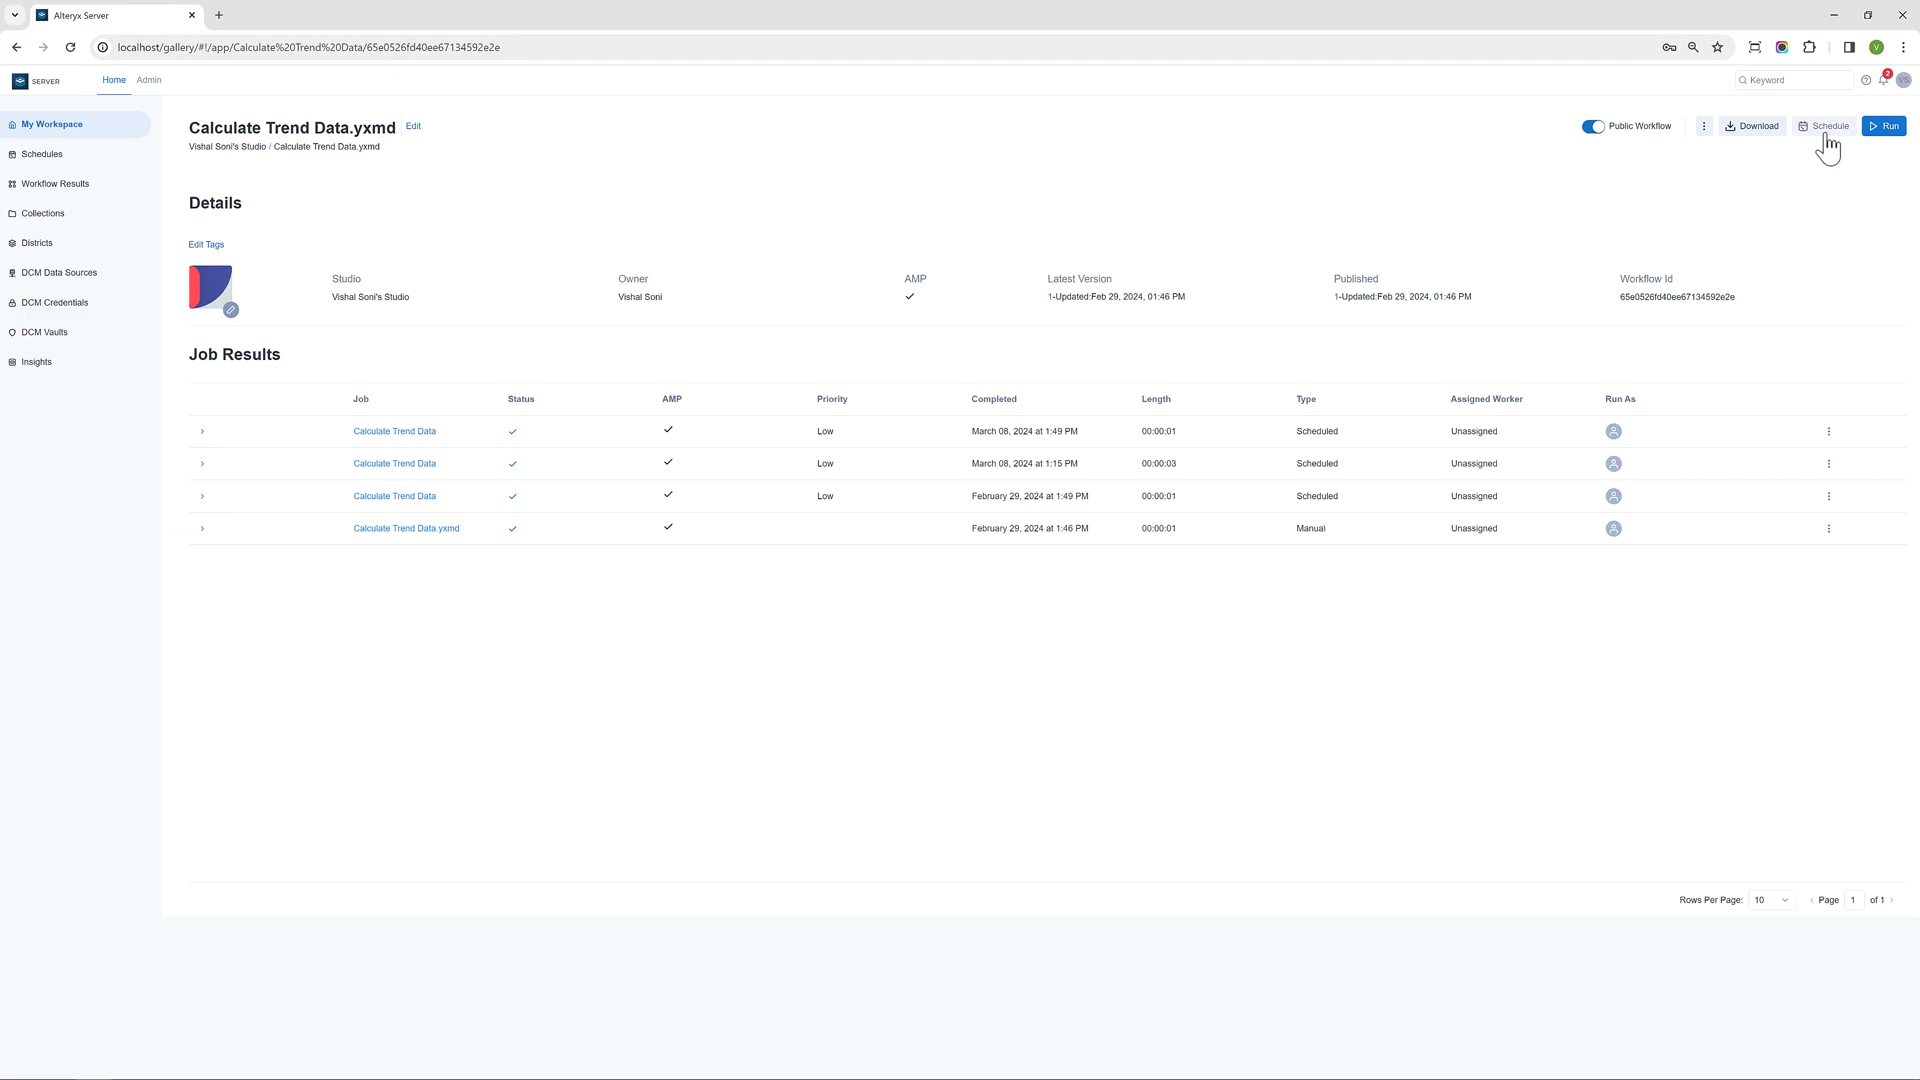 Alteryx Server
localhost/gallery/#!/app/Calculate%20Trend%20Data/65e0526fd40ee67134592e2e
V
SERVER
Home
Admin
Keyword
2
VS
My Workspace
Schedules
Workflow Results
Collections
Districts
DCM Data Sources
DCM Credentials
DCM Vaults
Insights
Calculate Trend Data.yxmd Edit
Vishal Soni's Studio / Calculate Trend Data.yxmd
Public Workflow
Download
Schedule
Run
Details
Edit Tags
Studio Owner AMP Latest Version Published Workflow Id
Vishal Soni's Studio Vishal Soni 1-Updated:Feb 29, 2024, 01:46 PM 1-Updated:Feb 29, 2024, 01:46 PM 65e0526fd40ee67134592e2e
Job Results
Job Status AMP Priority Completed Length Type Assigned Worker Run As
Calculate Trend Data Low March 08, 2024 at 1:49 PM 00:00:01 Scheduled Unassigned
Calculate Trend Data Low March 08, 2024 at 1:15 PM 00:00:03 Scheduled Unassigned
Calculate Trend Data Low February 29, 2024 at 1:49 PM 00:00:01 Scheduled Unassigned
Calculate Trend Data.yxmd February 29, 2024 at 1:46 PM 00:00:01 Manual Unassigned
Rows Per Page: 10 Page 1 of 1